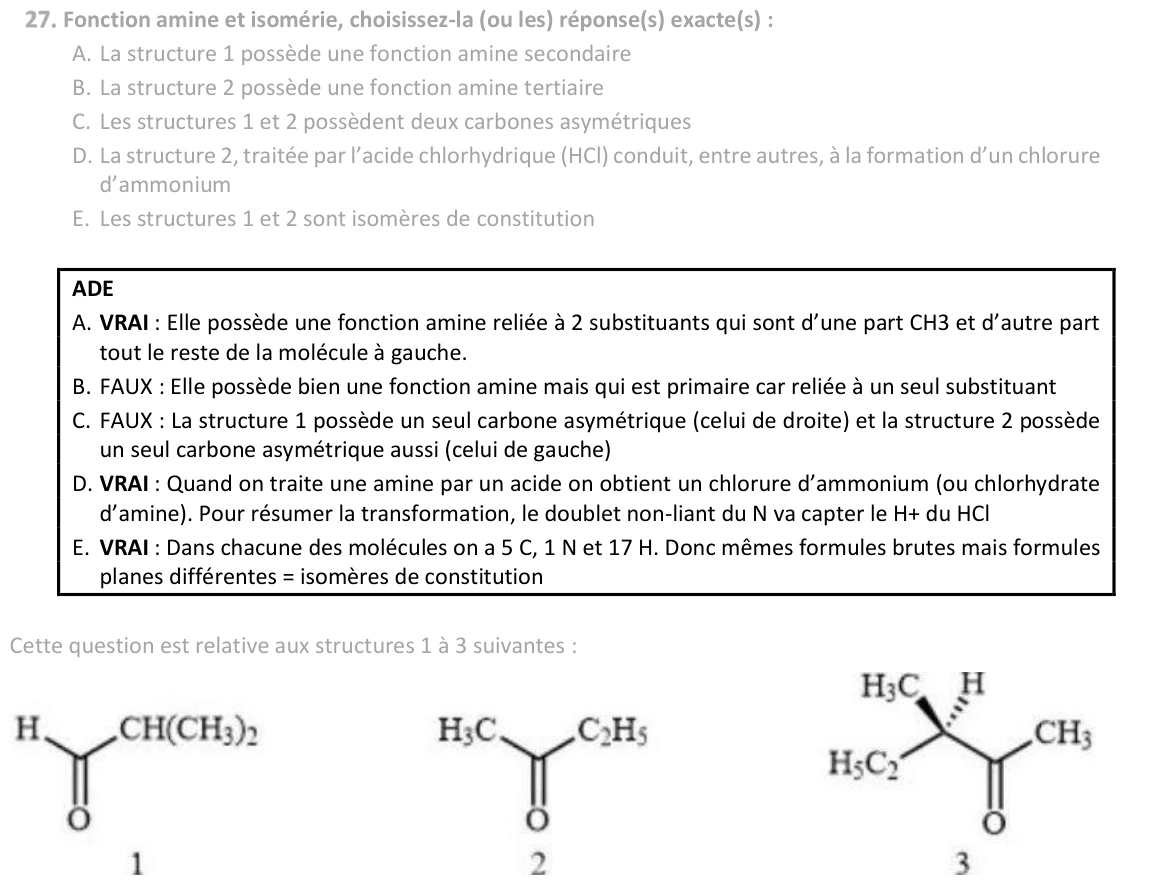 27. Fonction amine et isomérie, choisissez-la (ou les) réponse(s) exacte(s) :
A. La structure 1 possède une fonction amine secondaire
B. La structure 2 possède une fonction amine tertiaire
C. Les structures 1 et 2 possèdent deux carbones asymétriques
D. La structure 2, traitée par l’acide chlorhydrique (HCl) conduit, entre autres, à la formation d’un chlorure
d’ammonium
E. Les structures 1 et 2 sont isomères de constitution
ADE
A. VRAI : Elle possède une fonction amine reliée à 2 substituants qui sont d’une part CH3 et d’autre part
tout le reste de la molécule à gauche.
B. FAUX : Elle possède bien une fonction amine mais qui est primaire car reliée à un seul substituant
C. FAUX : La structure 1 possède un seul carbone asymétrique (celui de droite) et la structure 2 possède
un seul carbone asymétrique aussi (celui de gauche)
D. VRAI : Quand on traite une amine par un acide on obtient un chlorure d’ammonium (ou chlorhydrate
d’amine). Pour résumer la transformation, le doublet non-liant du N va capter le H+ du HCl
E. VRAI : Dans chacune des molécules on a 5 C, 1 N et 17 H. Donc mêmes formules brutes mais formules
planes différentes = isomères de constitution
Cette question est relative aux structures 1 à 3 suivantes :
H CH(CH3)2
O
1
H3C C2H5
O
2
H3C H
CH3
H5C2
O
3